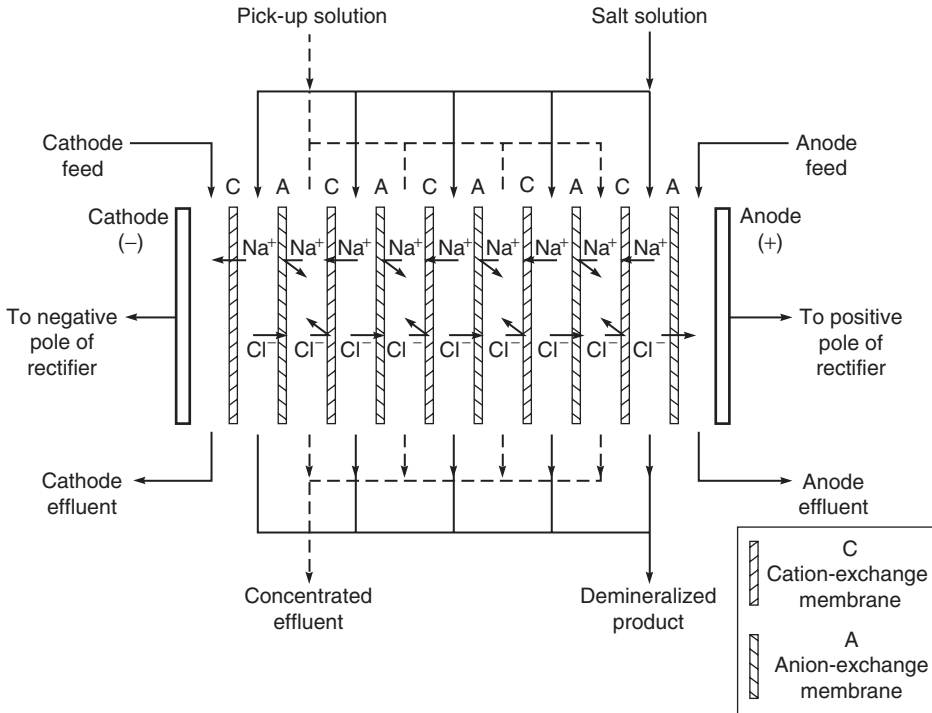 Pick-up solution
Salt solution
Cathode
feed
Anode
feed
C A C A C A C A C A
Cathode
(−)
Anode
(+)
Na+ Na+ Na+ Na+ Na+ Na+ Na+ Na+ Na+
To negative
pole of
rectifier
To positive
pole of
rectifier
Cl− Cl− Cl− Cl− Cl− Cl− Cl− Cl− Cl−
Cathode
effluent
Anode
effluent
Concentrated
effluent
Demineralized
product
C
Cation-exchange
membrane
A
Anion-exchange
membrane